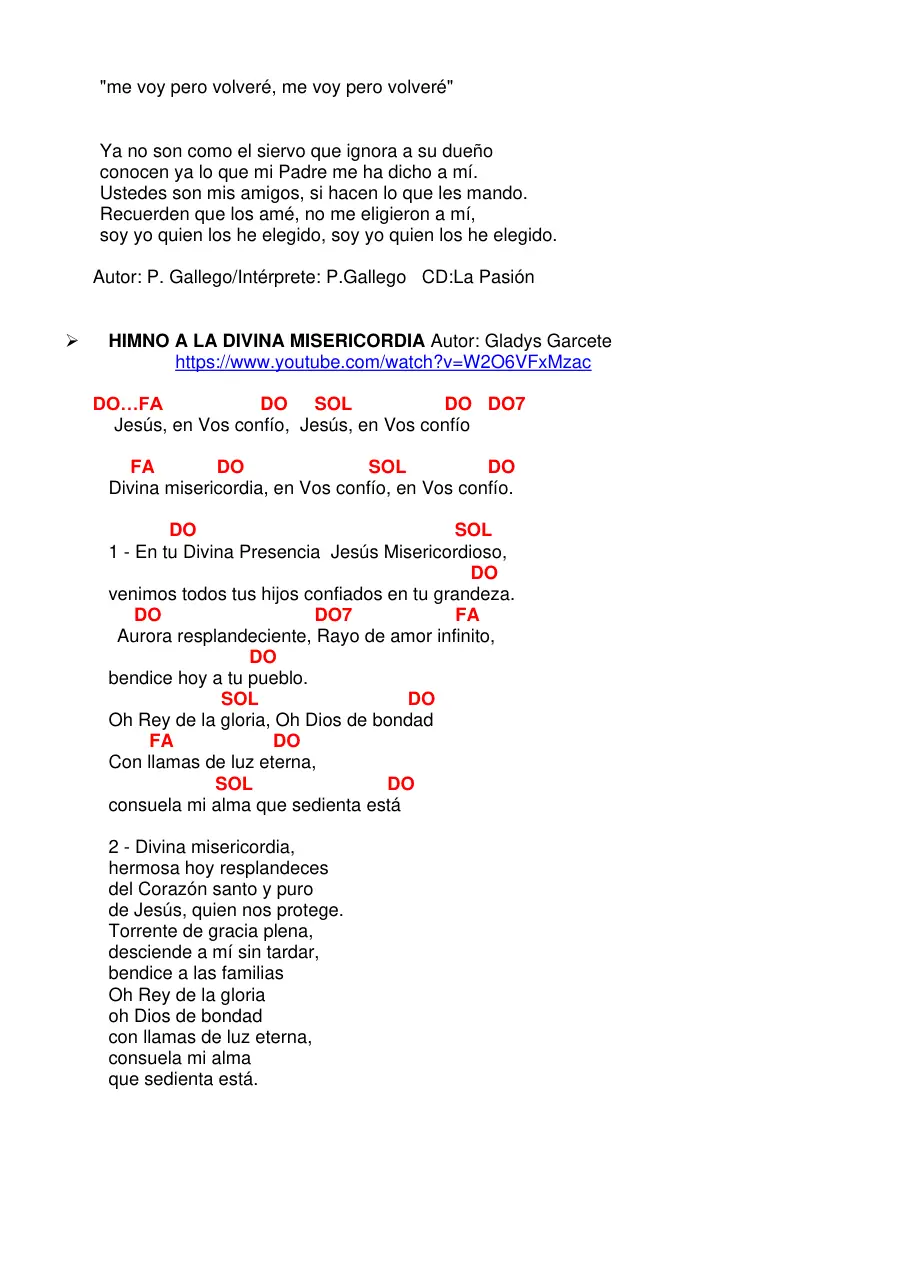 "me voy pero volveré, me voy pero volveré"
Ya no son como el siervo que ignora a su dueño
conocen ya lo que mi Padre me ha dicho a mí.
Ustedes son mis amigos, si hacen lo que les mando.
Recuerden que los amé, no me eligieron a mí,
soy yo quien los he elegido, soy yo quien los he elegido.
Autor: P. Gallego/Intérprete: P.Gallego   CD:La Pasión
➢ HIMNO A LA DIVINA MISERICORDIA Autor: Gladys Garcete
https://www.youtube.com/watch?v=W2O6VFxMzac
DO…FA DO SOL DO DO7
Jesús, en Vos confío,  Jesús, en Vos confío
FA DO SOL DO
Divina misericordia, en Vos confío, en Vos confío.
DO SOL
1 - En tu Divina Presencia  Jesús Misericordioso,
DO
venimos todos tus hijos confiados en tu grandeza.
DO DO7 FA
Aurora resplandeciente, Rayo de amor infinito,
DO
bendice hoy a tu pueblo.
SOL DO
Oh Rey de la gloria, Oh Dios de bondad
FA DO
Con llamas de luz eterna,
SOL DO
consuela mi alma que sedienta está
2 - Divina misericordia,
hermosa hoy resplandeces
del Corazón santo y puro
de Jesús, quien nos protege.
Torrente de gracia plena,
desciende a mí sin tardar,
bendice a las familias
Oh Rey de la gloria
oh Dios de bondad
con llamas de luz eterna,
consuela mi alma
que sedienta está.